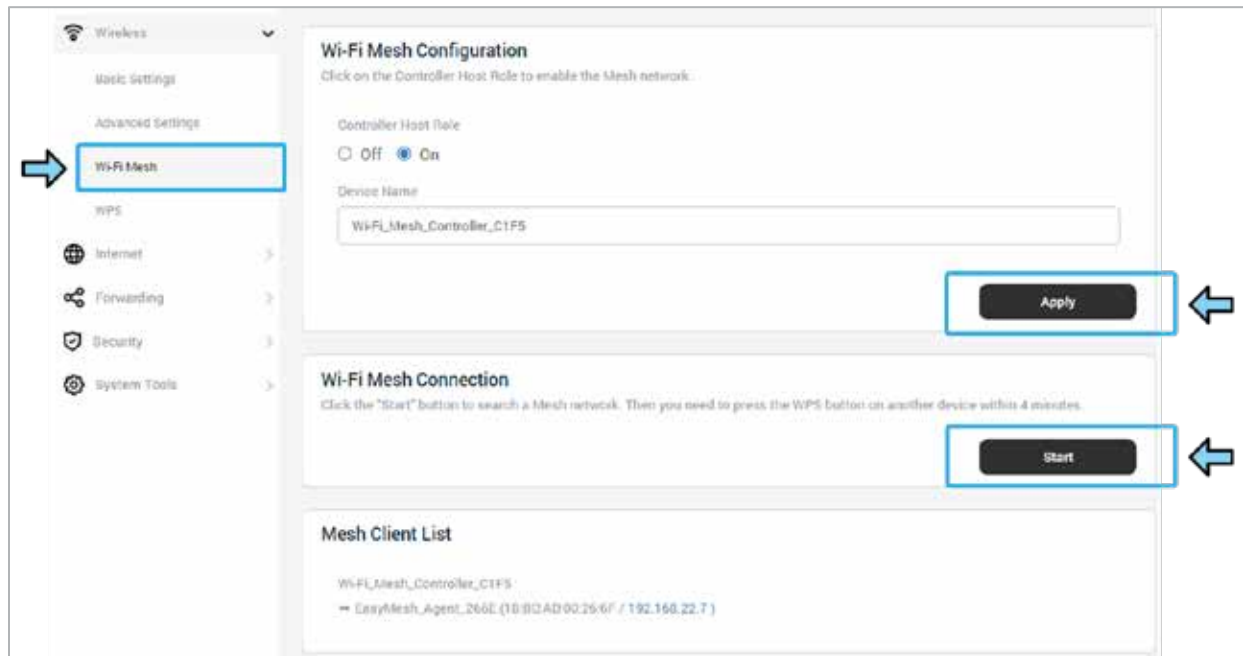 Wireless
Basic Settings
Advanced Settings
Wi-Fi Mesh
WPS
Internet
Forwarding
Security
System Tools
Wi-Fi Mesh Configuration
Click on the Controller Host Role to enable the Mesh network.
Controller Host Role
Off On
Device Name
Wi-Fi_Mesh_Controller_C1F5
Apply
Wi-Fi Mesh Connection
Click the "Start" button to search a Mesh network. Then you need to press the WPS button on another device within 4 minutes.
Start
Mesh Client List
Wi-Fi_Mesh_Controller_C1F5
EasyMesh_Agent_266E / 192.168.22.7 )